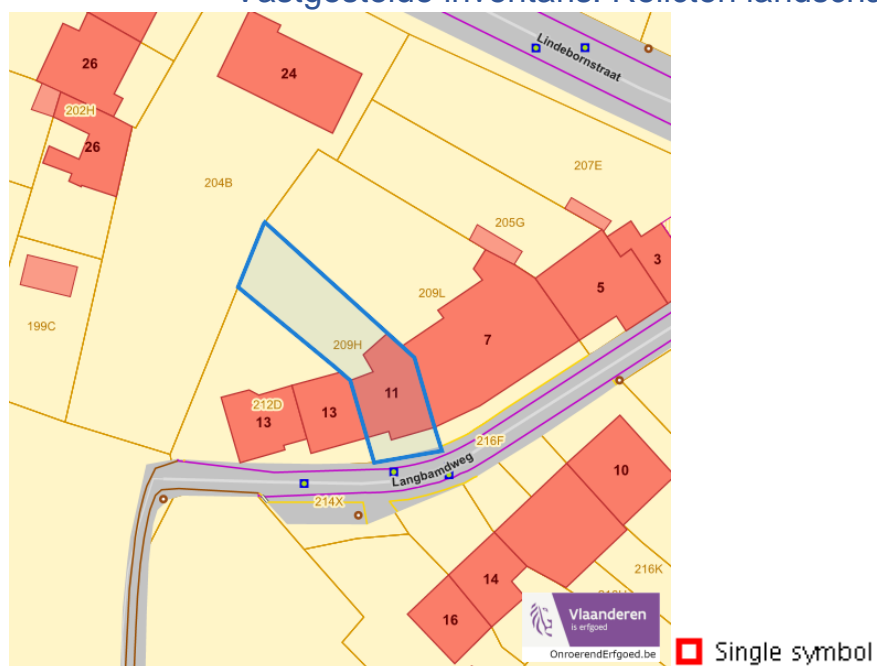 Lindebornstraat
26
24
202H
26
207E
204B
205G
3
5
209L
199C
7
209H
11
212D
13
13
216F
10
Langbamdweg
214X
216K
14
16
Vlaanderen
is erfgoed
OnroerendErfgoed.be
Single symbol